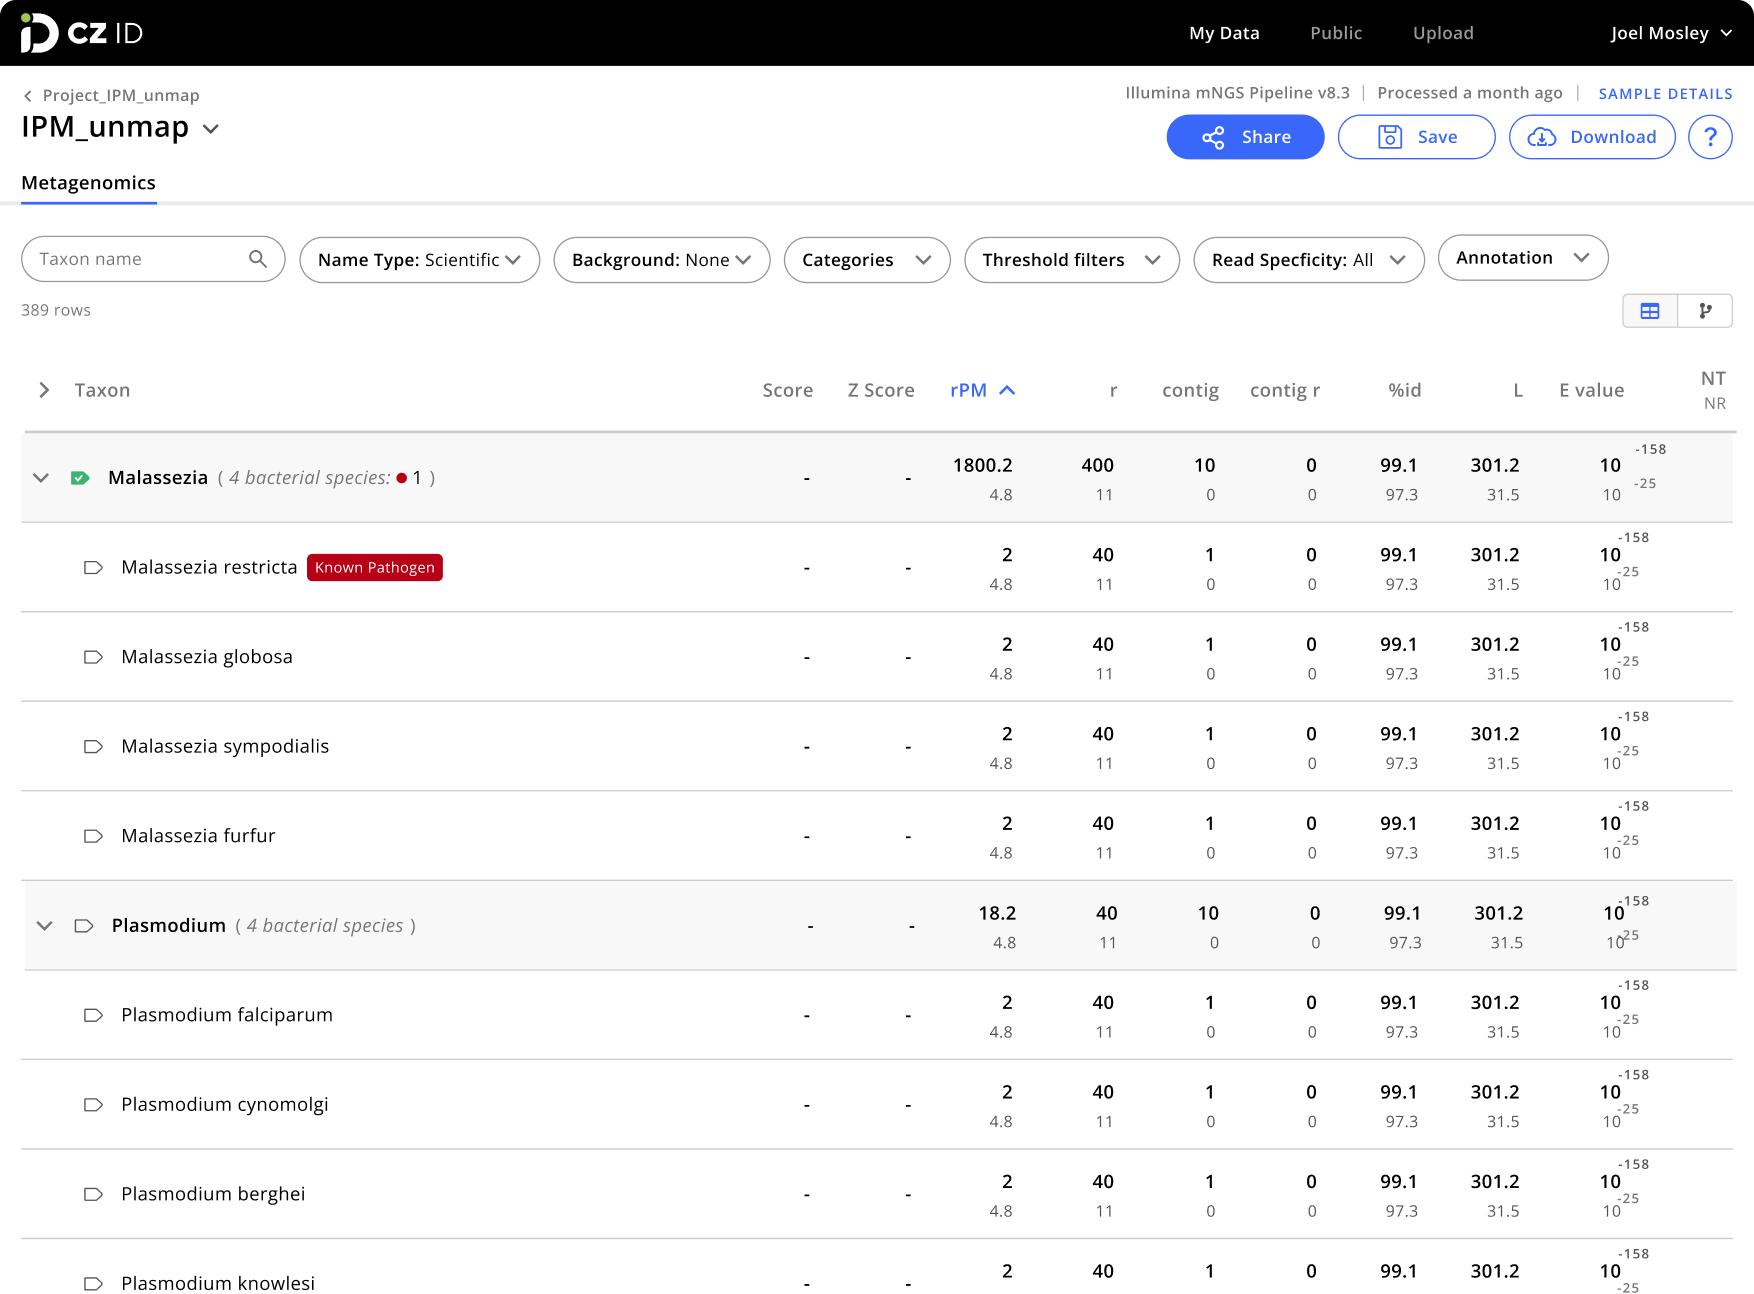 CZ ID
My Data Public Upload Joel Mosley
Project_IPM_unmap
Illumina mNGS Pipeline v8.3 | Processed a month ago | SAMPLE DETAILS
IPM_unmap
Share Save Download ?
Metagenomics
Taxon name Name Type: Scientific Background: None Categories Threshold filters Read Specficity: All Annotation
389 rows
Taxon Score Z Score rPM r contig contig r %id L E value NT
NR
Malassezia ( 4 bacterial species: 1 ) - - 1800.2 400 10 0 99.1 301.2 10 -158
4.8 11 0 0 97.3 31.5 10 -25
Malassezia restricta Known Pathogen - - 2 40 1 0 99.1 301.2 10 -158
4.8 11 0 0 97.3 31.5 10 -25
Malassezia globosa - - 2 40 1 0 99.1 301.2 10 -158
4.8 11 0 0 97.3 31.5 10 -25
Malassezia sympodialis - - 2 40 1 0 99.1 301.2 10 -158
4.8 11 0 0 97.3 31.5 10 -25
Malassezia furfur - - 2 40 1 0 99.1 301.2 10 -158
4.8 11 0 0 97.3 31.5 10 -25
Plasmodium ( 4 bacterial species ) - - 18.2 40 10 0 99.1 301.2 10 -158
4.8 11 0 0 97.3 31.5 10 -25
Plasmodium falciparum - - 2 40 1 0 99.1 301.2 10 -158
4.8 11 0 0 97.3 31.5 10 -25
Plasmodium cynomolgi - - 2 40 1 0 99.1 301.2 10 -158
4.8 11 0 0 97.3 31.5 10 -25
Plasmodium berghei - - 2 40 1 0 99.1 301.2 10 -158
4.8 11 0 0 97.3 31.5 10 -25
Plasmodium knowlesi - - 2 40 1 0 99.1 301.2 10 -158
-25